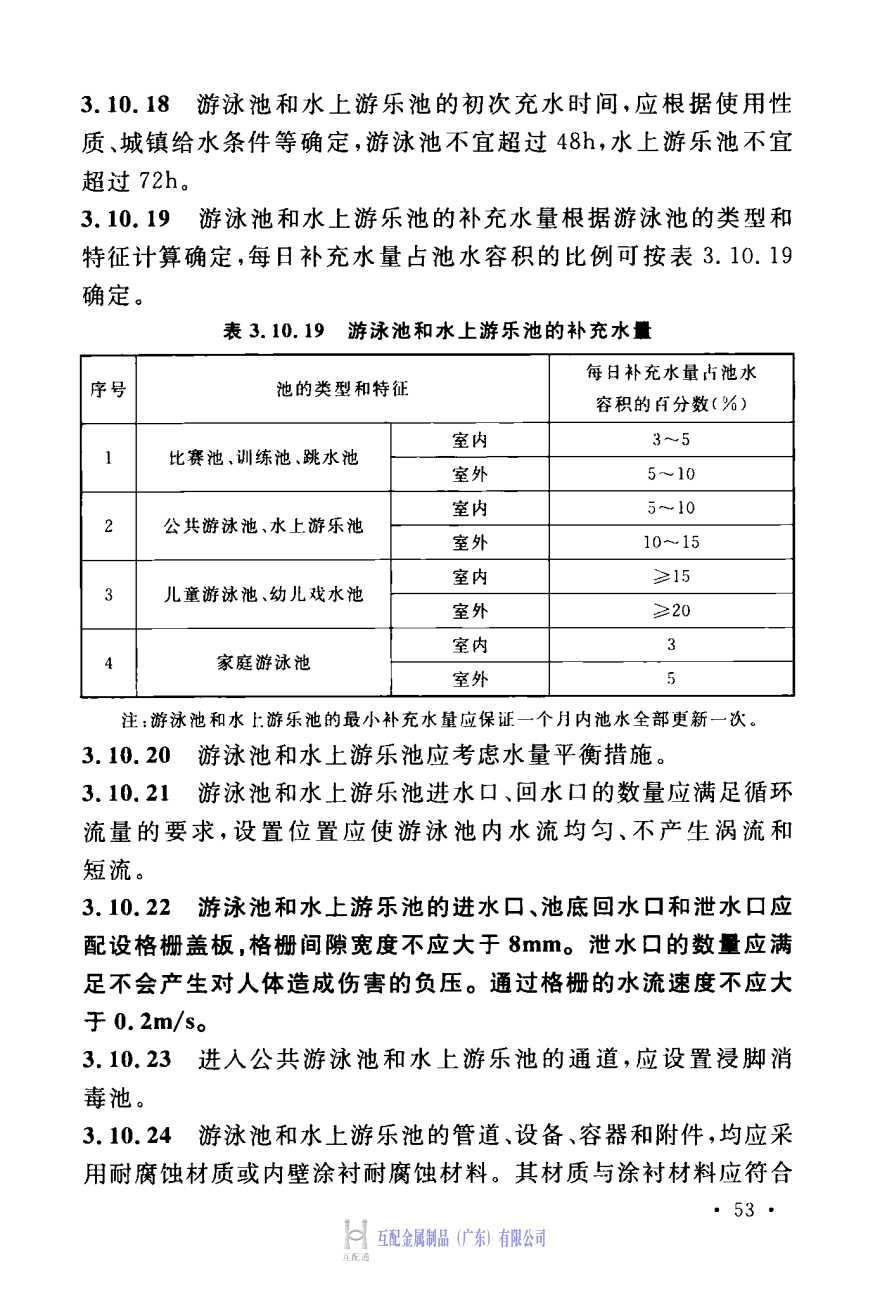 3.10.18 游泳池和水上游乐池的初次充水时间,应根据使用性
质、城镇给水条件等确定,游泳池不宜超过 48h,水上游乐池不宜
超过 72h。
3.10.19 游泳池和水上游乐池的补充水量根据游泳池的类型和
特征计算确定,每日补充水量占池水容积的比例可按表 3.10.19
确定。
表 3.10.19 游泳池和水上游乐池的补充水量
序号 池的类型和特征 每日补充水量占池水
容积的百分数(%)
1 比赛池、训练池、跳水池 室内 3～5
室外 5～10
2 公共游泳池、水上游乐池 室内 5～10
室外 10～15
3 儿童游泳池、幼儿戏水池 室内 ≥15
室外 ≥20
4 家庭游泳池 室内 3
室外 5
注:游泳池和水上游乐池的最小补充水量应保证一个月内池水全部更新一次。
3.10.20 游泳池和水上游乐池应考虑水量平衡措施。
3.10.21 游泳池和水上游乐池进水口、回水口的数量应满足循环
流量的要求,设置位置应使游泳池内水流均匀、不产生涡流和
短流。
3.10.22 游泳池和水上游乐池的进水口、池底回水口和泄水口应
配设格栅盖板,格栅间隙宽度不应大于 8mm。泄水口的数量应满
足不会产生对人体造成伤害的负压。通过格栅的水流速度不应大
于 0.2m/s。
3.10.23 进入公共游泳池和水上游乐池的通道,应设置浸脚消
毒池。
3.10.24 游泳池和水上游乐池的管道、设备、容器和附件,均应采
用耐腐蚀材质或内壁涂衬耐腐蚀材料。其材质与涂衬材料应符合
• 53 •
互配金属制品（广东）有限公司
互配通